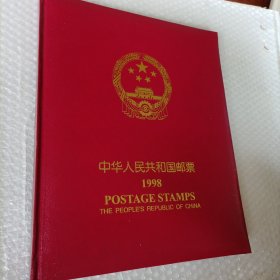 中华人民共和国邮票
1998
POSTAGE STAMPS
THE PEOPLE'S REPUBLIC OF CHINA